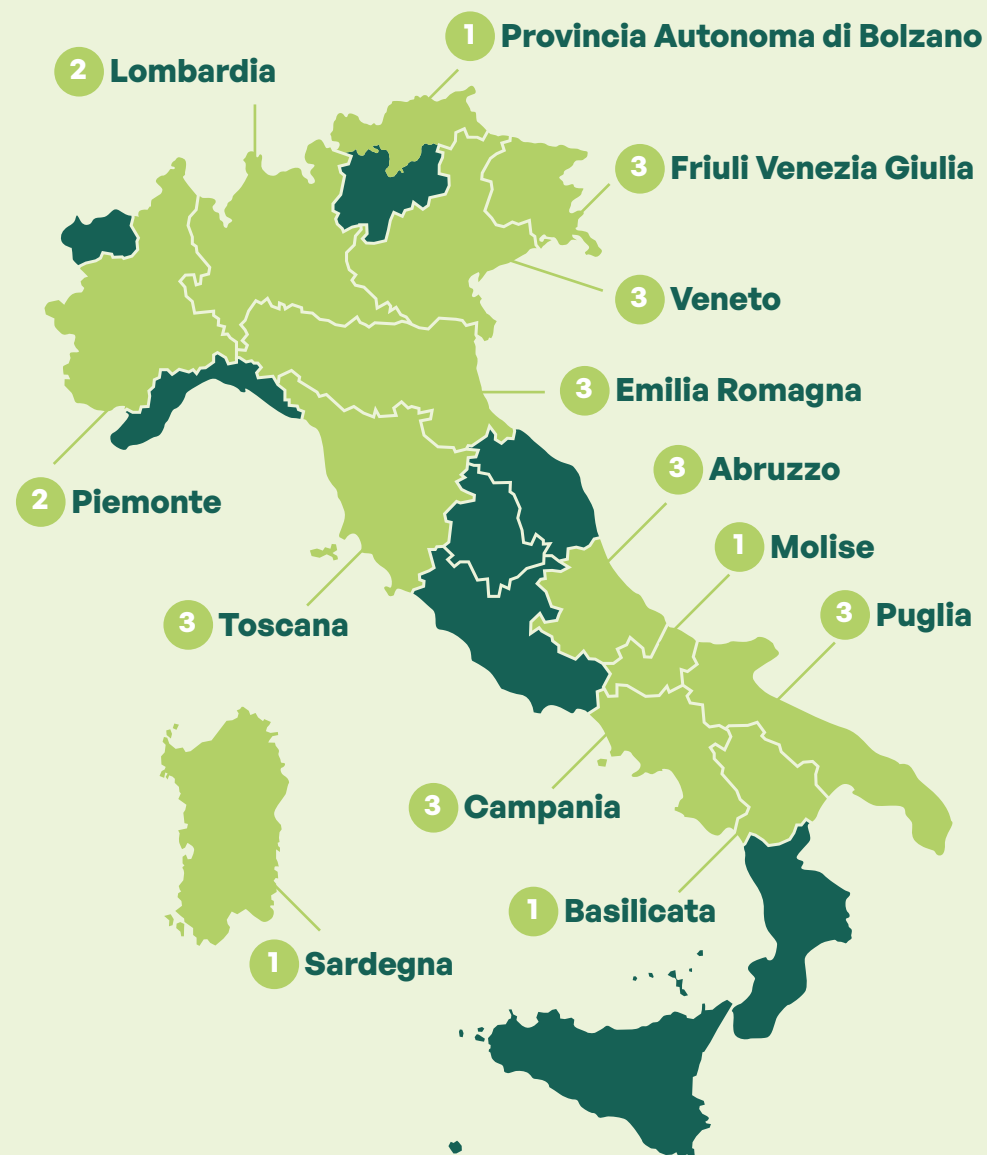 1 Provincia Autonoma di Bolzano
2 Lombardia
3 Friuli Venezia Giulia
3 Veneto
3 Emilia Romagna
3 Abruzzo
2 Piemonte
1 Molise
3 Puglia
3 Toscana
3 Campania
1 Basilicata
1 Sardegna